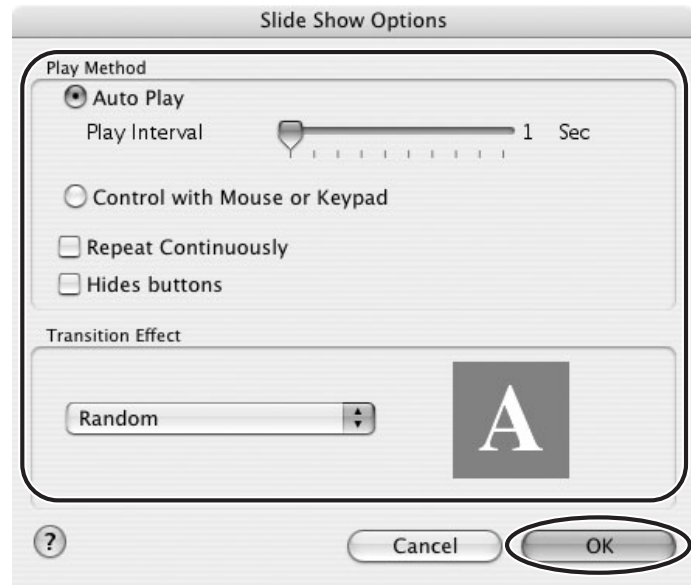 Slide Show Options
Play Method
Auto Play
Play Interval 1 Sec
Control with Mouse or Keypad
Repeat Continuously
Hides buttons
Transition Effect
Random
A
? Cancel OK